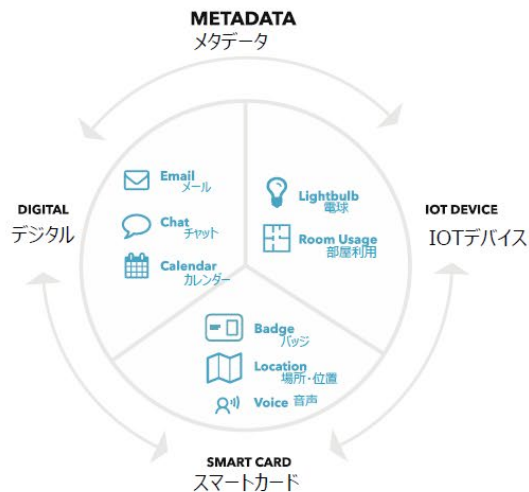 METADATA
メタデータ
Email
メール
Chat
チャット
Calendar
カレンダー
Lightbulb
電球
Room Usage
部屋利用
DIGITAL
デジタル
IOT DEVICE
IOTデバイス
Badge
バッジ
Location
場所・位置
Voice 音声
SMART CARD
スマートカード